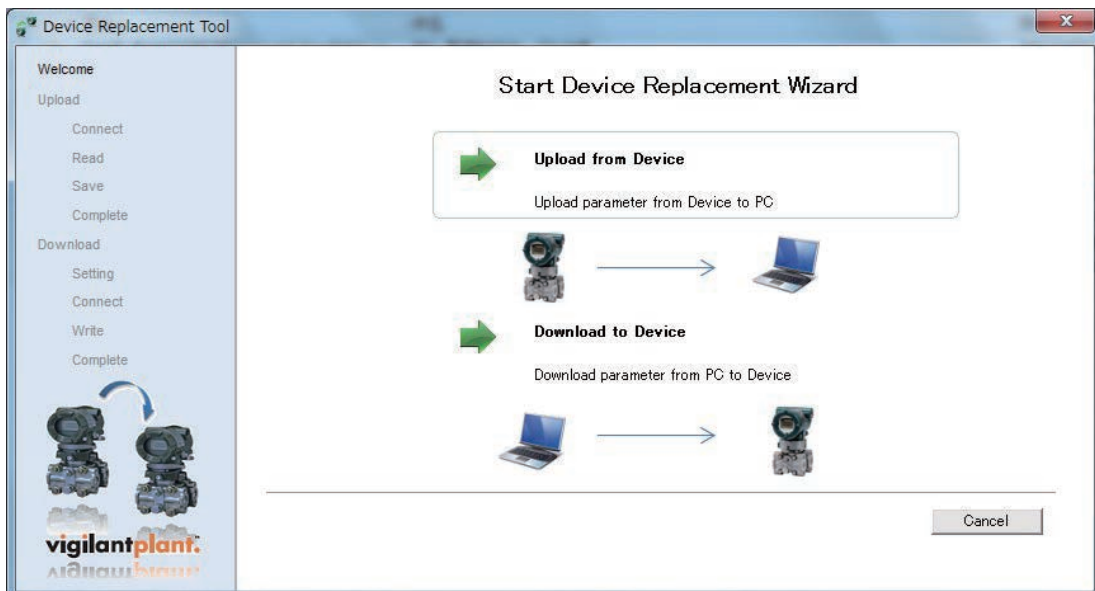 Device Replacement Tool
Welcome
Upload
Connect
Read
Save
Complete
Download
Setting
Connect
Write
Complete
vigilantplant.
Start Device Replacement Wizard
Upload from Device
Upload parameter from Device to PC
Download to Device
Download parameter from PC to Device
Cancel